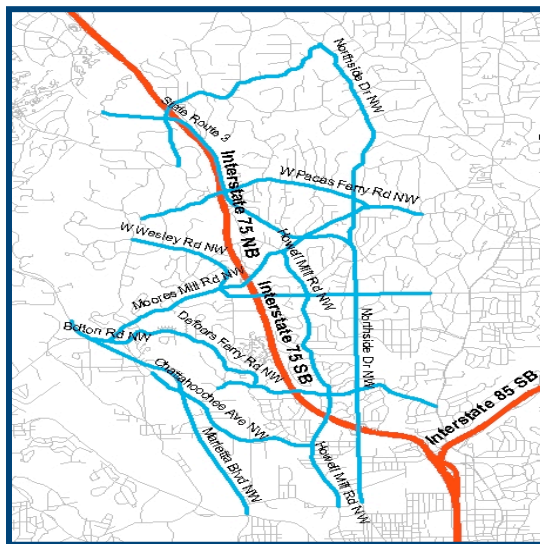 Northside Dr NW
State Route 3
Interstate 75 NB
W Pacas Ferry Rd NW
W Wesley Rd NW
Howell Mill Rd NW
Moores Mill Rd NW
Interstate 75 SB
Bolton Rd NW
Defoors Ferry Rd NW
Northside Dr NW
Chattahoochee Ave NW
Interstate 85 SB
Marietta Blvd NW
Howell Mill Rd NW